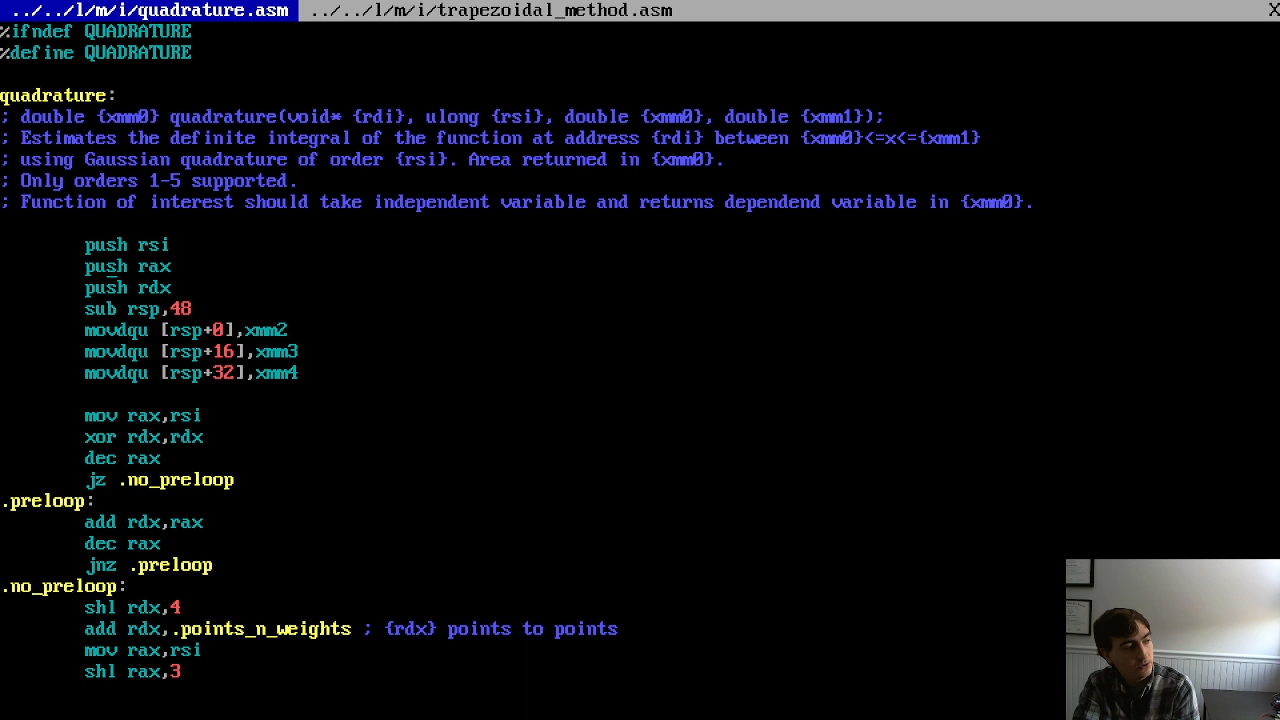 ../../l/m/i/quadrature.asm ../../l/m/i/trapezoidal_method.asm X
%ifndef QUADRATURE
%define QUADRATURE
quadrature:
; double {xmm0} quadrature(void* {rdi}, ulong {rsi}, double {xmm0}, double {xmm1});
; Estimates the definite integral of the function at address {rdi} between {xmm0}<=x<={xmm1}
; using Gaussian quadrature of order {rsi}. Area returned in {xmm0}.
; Only orders 1-5 supported.
; Function of interest should take independent variable and returns dependend variable in {xmm0}.
push rsi
push rax
push rdx
sub rsp,48
movdqu [rsp+0],xmm2
movdqu [rsp+16],xmm3
movdqu [rsp+32],xmm4
mov rax,rsi
xor rdx,rdx
dec rax
jz .no_preloop
.preloop:
add rdx,rax
dec rax
jnz .preloop
.no_preloop:
shl rdx,4
add rdx,.points_n_weights ; {rdx} points to points
mov rax,rsi
shl rax,3